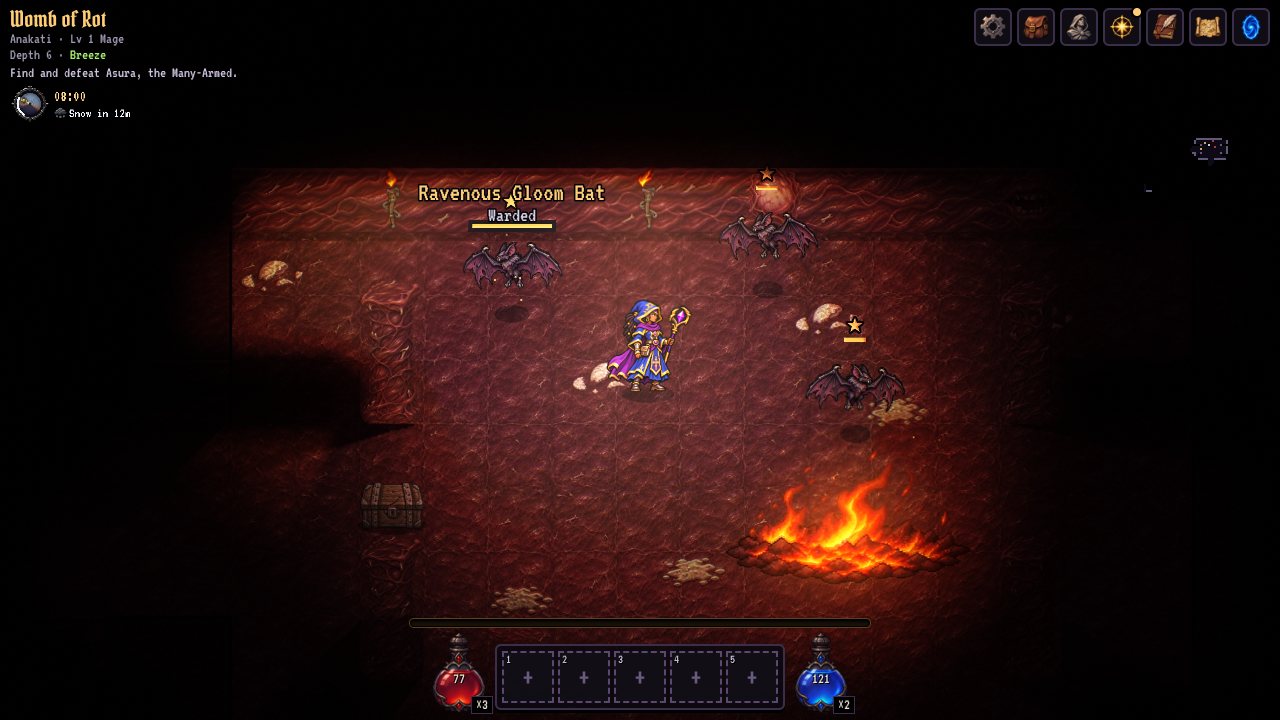 Womb of Rot
Anakati · Lv 1 Mage
Depth 6 · Breeze
Find and defeat Asura, the Many-Armed.
08:00
Snow in 12m
Ravenous Gloom Bat
Warded
1 2 3 4 5
77
X3
121
X2